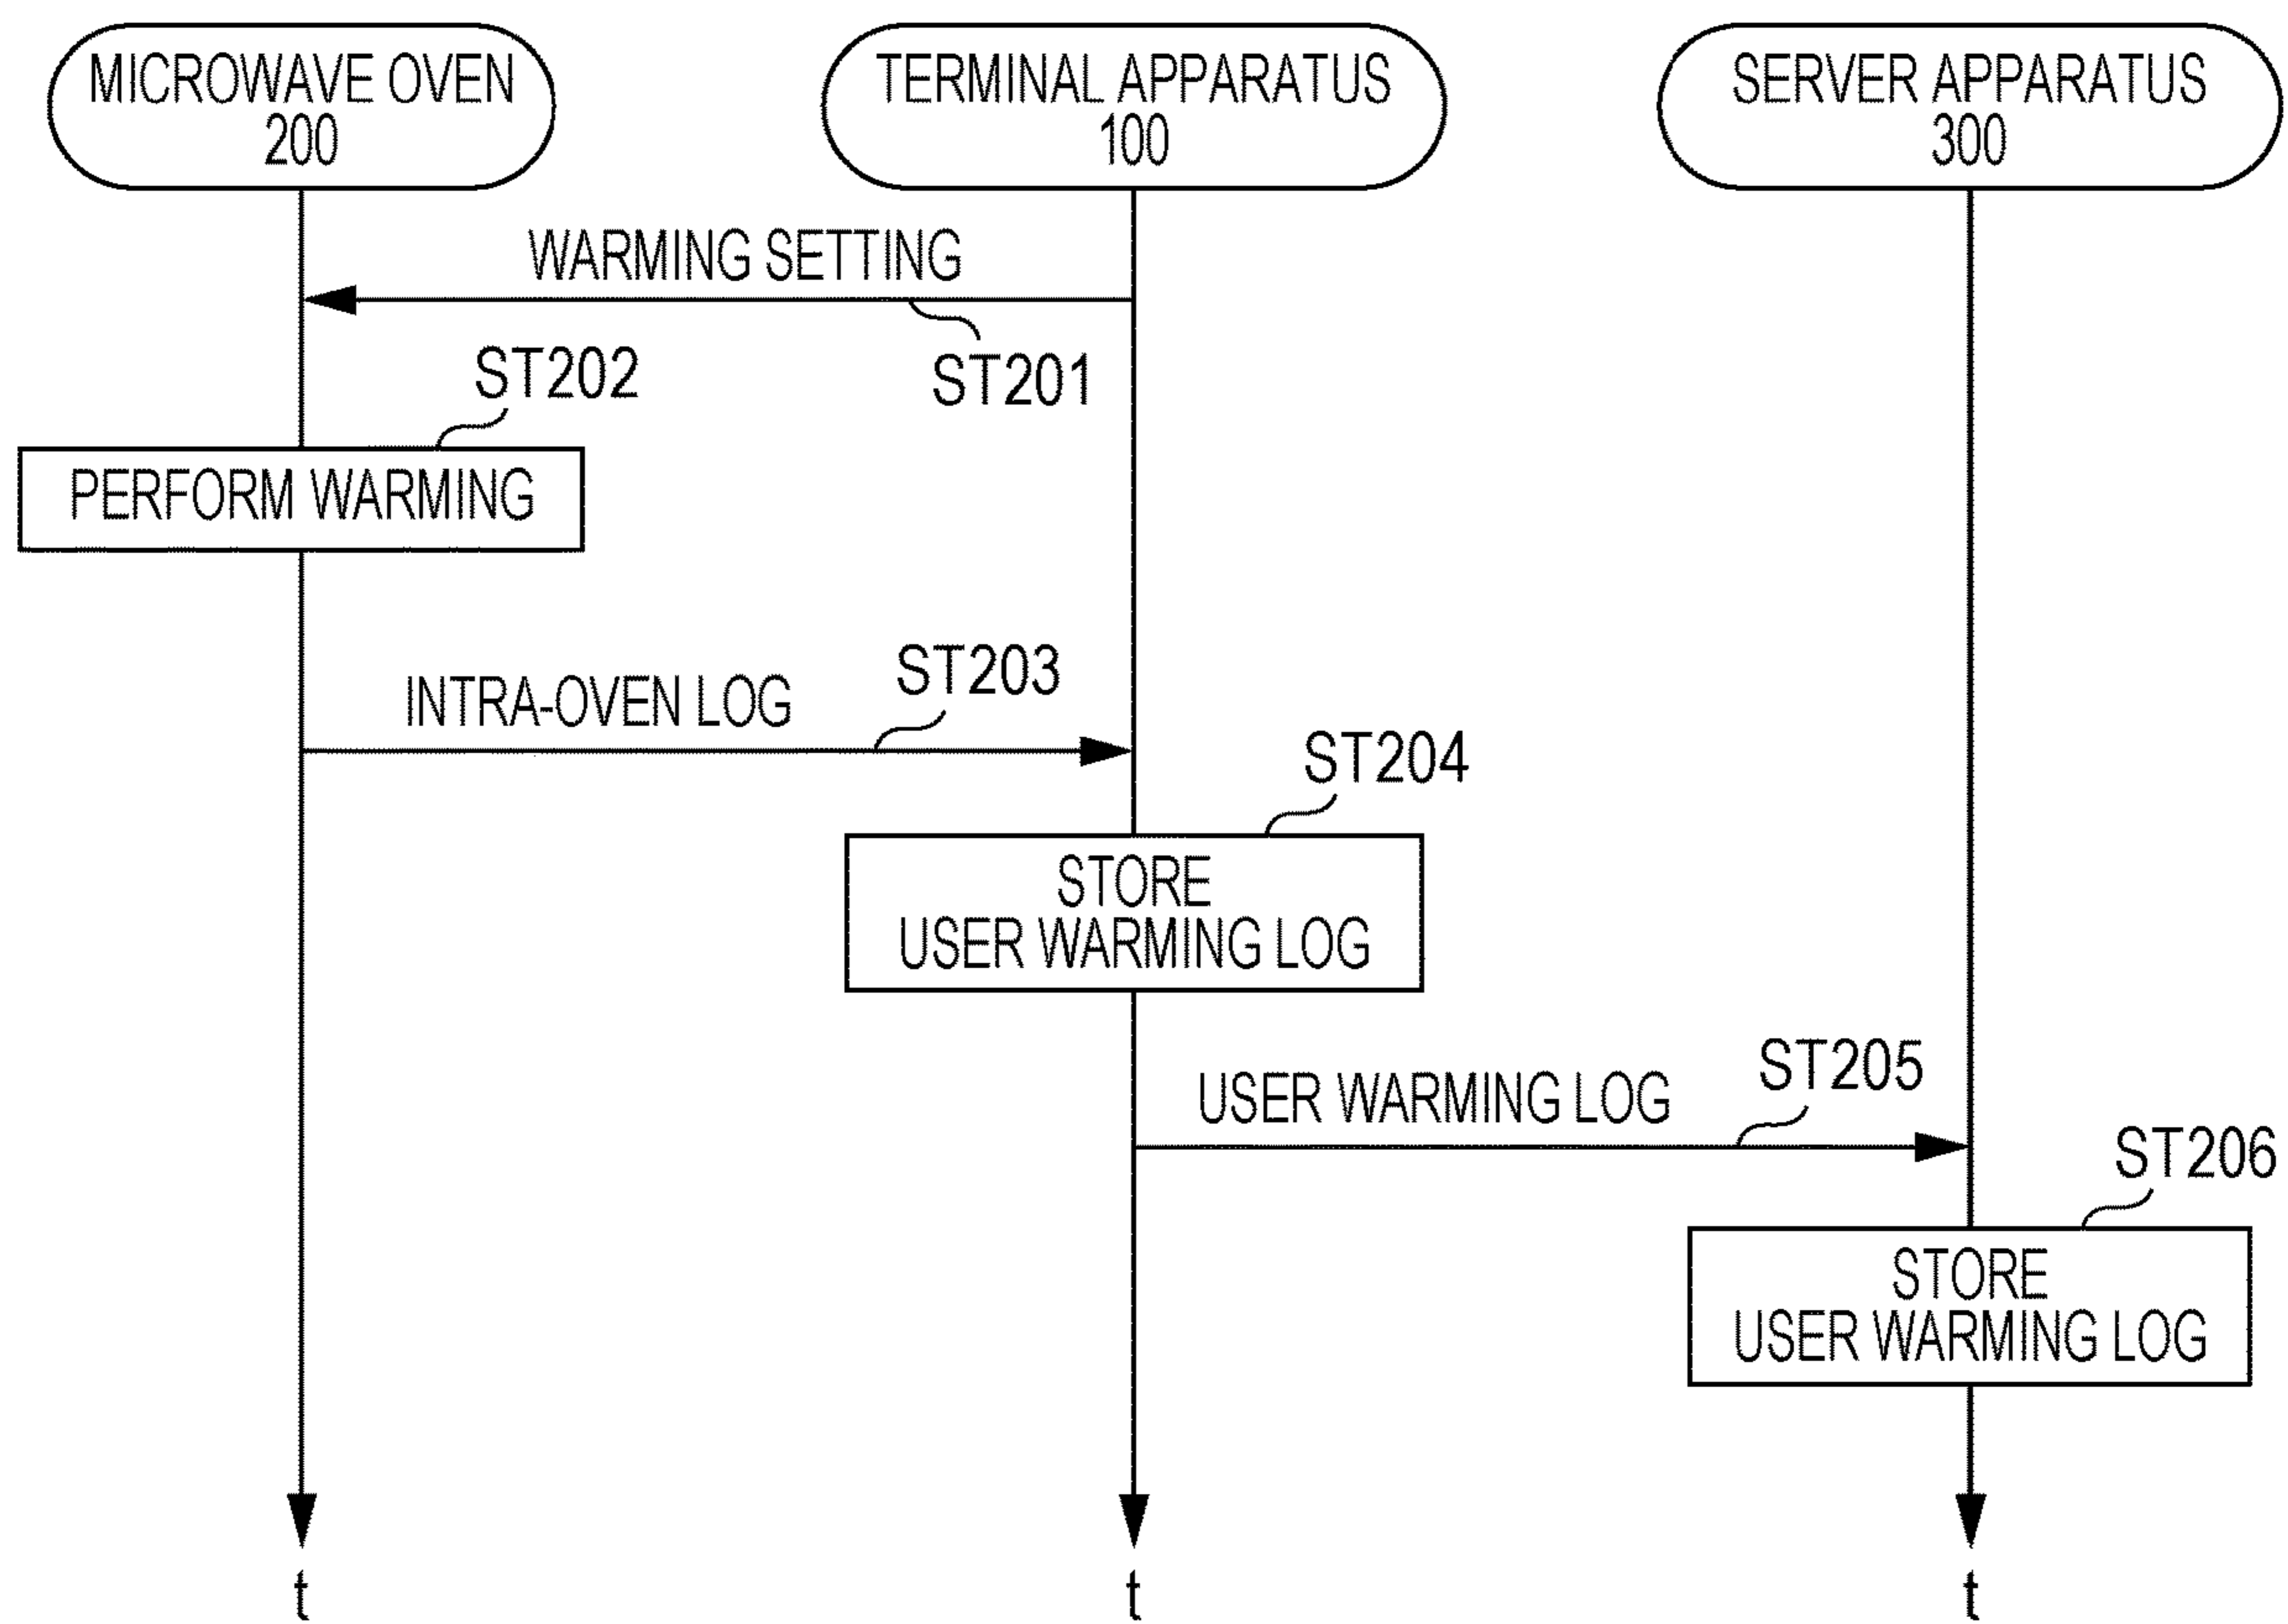 MICROWAVE OVEN
200
TERMINAL APPARATUS
100
SERVER APPARATUS
300
WARMING SETTING
ST201
ST202
PERFORM WARMING
ST203
INTRA-OVEN LOG
ST204
STORE
USER WARMING LOG
ST205
USER WARMING LOG
ST206
STORE
USER WARMING LOG
t
t
t